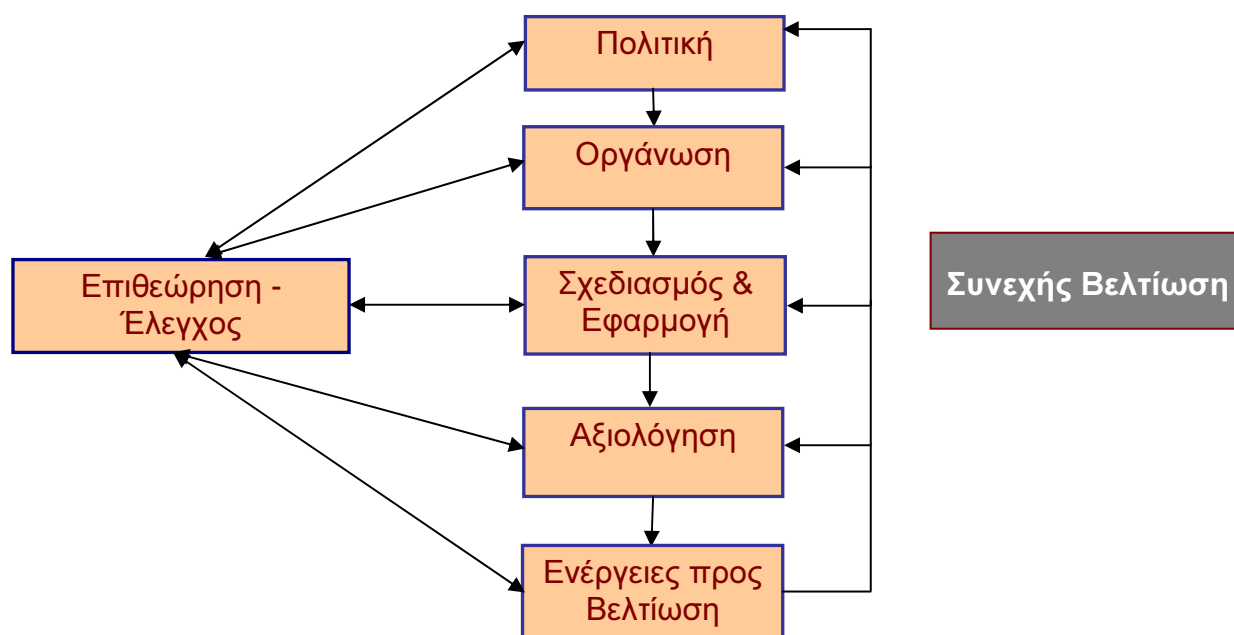 Πολιτική
Οργάνωση
Επιθεώρηση -
Έλεγχος
Σχεδιασμός &
Εφαρμογή
Συνεχής Βελτίωση
Αξιολόγηση
Ενέργειες προς
Βελτίωση